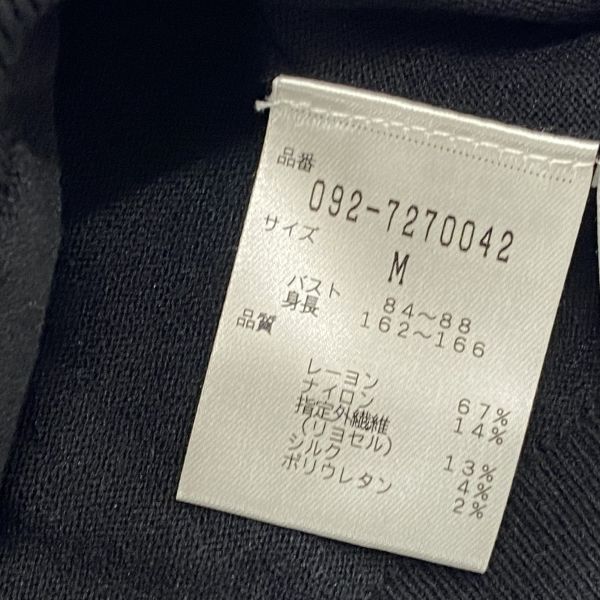 品番
092-7270042
サイズ
M
バスト 84～88
身長 162～166
品質
レーヨン 67%
ナイロン 14%
指定外繊維
(リヨセル) 13%
シルク 4%
ポリウレタン 2%